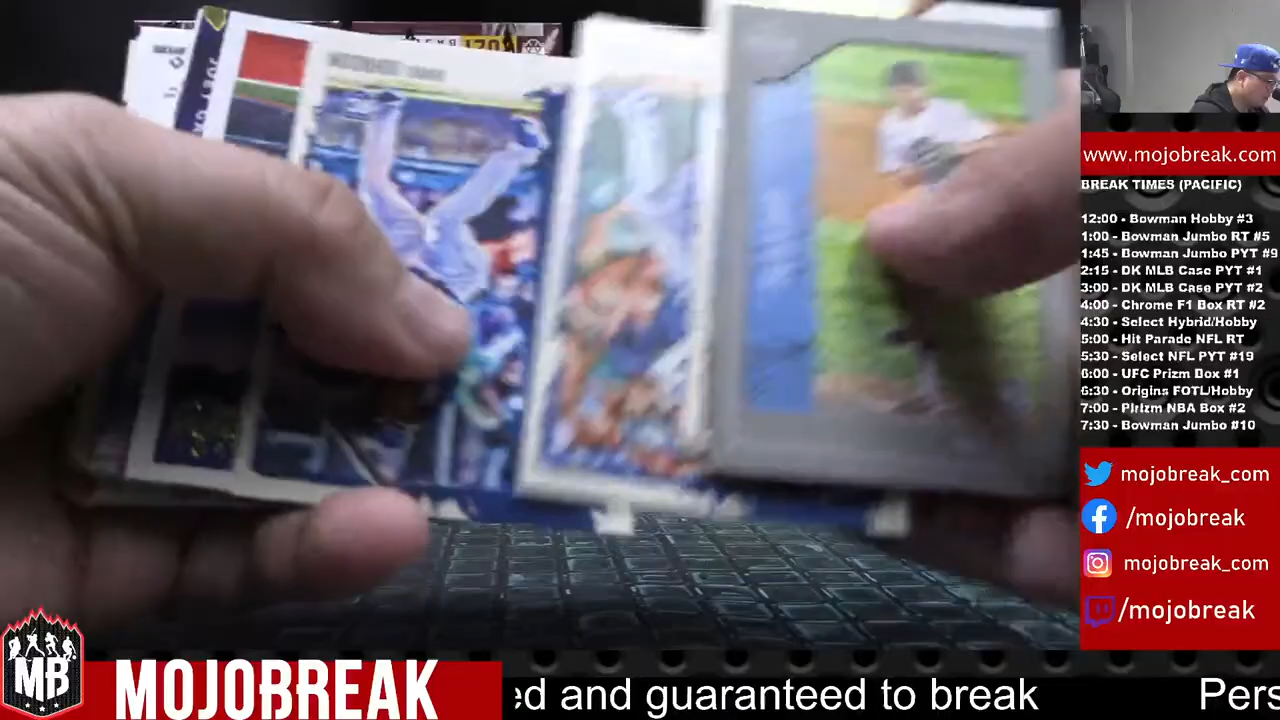 www.mojobreak.com
BREAK TIMES (PACIFIC)
12:00 - Bowman Hobby #3
1:00 - Bowman Jumbo RT #5
1:45 - Bowman Jumbo PYT #9
2:15 - DK MLB Case PYT #1
3:00 - DK MLB Case PYT #2
4:00 - Chrome F1 Box RT #2
4:30 - Select Hybrid/Hobby
5:00 - Hit Parade NFL RT
5:30 - Select NFL PYT #19
6:00 - UFC Prizm Box #1
6:30 - Origins FOTL/Hobby
7:00 - Plrizm NBA Box #2
7:30 - Bowman Jumbo #10
mojobreak_com
/mojobreak
mojobreak_com
/mojobreak
MB
MOJOBREAK
ed and guaranteed to break Pers